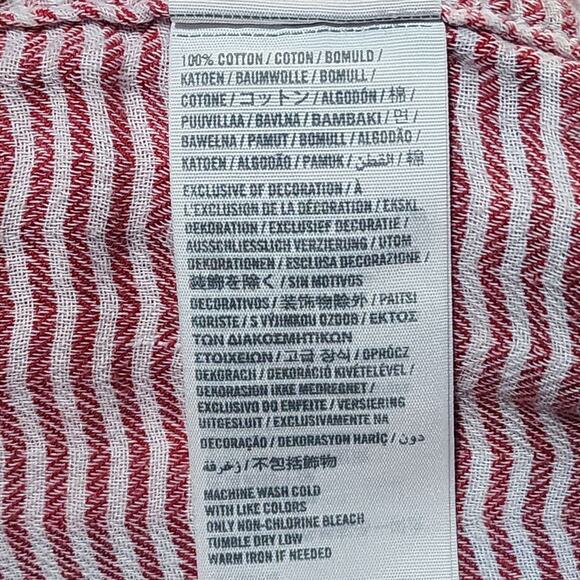 100% COTTON / COTON / BOMULD /
KATOEN / BAUMWOLLE / BOMULL /
COTONE / コットン / ALGODÓN / 棉 /
PUUVILLAA / BAVLNA / BAMBAKI / 면 /
BAWEŁNA / PAMUT / BOMULL / ALGODÃO /
KATOEN / ALGODÃO / PAMUK / القطن / 棉
EXCLUSIVE OF DECORATION / À
L'EXCLUSION DE LA DÉCORATION / EKSKL.
DEKORATION / EXCLUSIEF DECORATIE /
AUSSCHLIESSLICH VERZIERUNG / UTOM
DEKORATIONEN / ESCLUSA DECORAZIONE /
装飾を除く / SIN MOTIVOS
DECORATIVOS / 装饰物除外 / PAITSI
KORISTE / S VÝJIMKOU OZDOB / ΕΚΤΟΣ
ΤΩΝ ΔΙΑΚΟΣΜΗΤΙΚΩΝ
ΣΤΟΙΧΕΙΩΝ / 고급 장식 / OPRÓCZ
DEKORACH / DEKORÁCIÓ KIVÉTELÉVEL /
DEKORASJON IKKE MEDREGNET /
EXCLUSIVO DO ENFEITE / VERSIERING
UITGESLUIT / EXCLUSIVAMENTE NA
DECORAÇÃO / DEKORASYON HARİÇ / دون
زخرفة / 不包括飾物
MACHINE WASH COLD
WITH LIKE COLORS
ONLY NON-CHLORINE BLEACH
TUMBLE DRY LOW
WARM IRON IF NEEDED